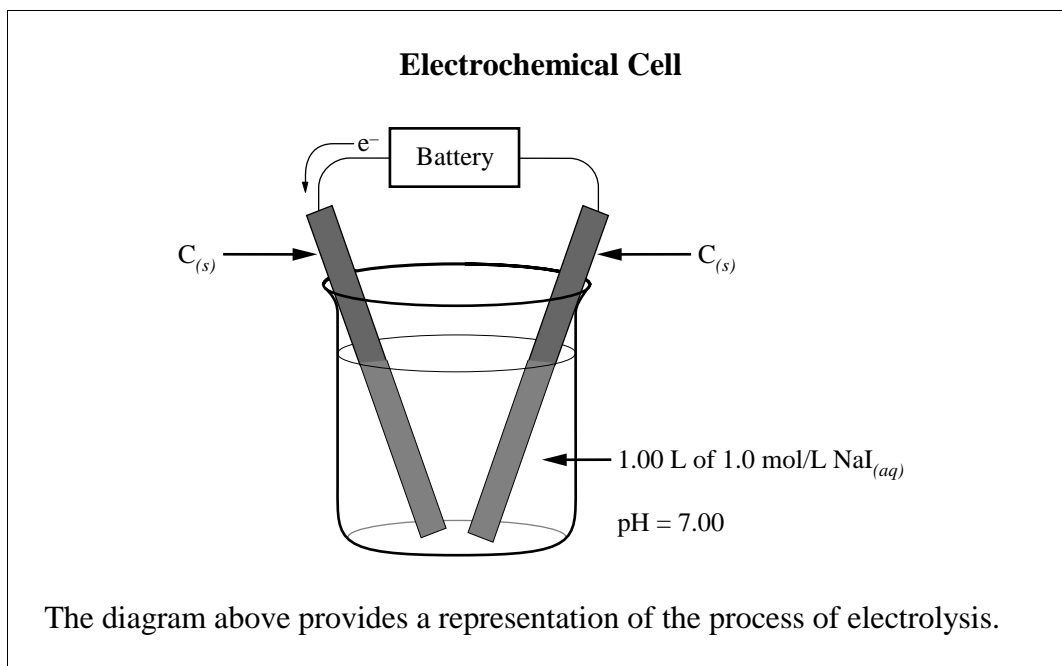 Electrochemical Cell
e⁻
Battery
C(s)
C(s)
1.00 L of 1.0 mol/L NaI(aq)
pH = 7.00
The diagram above provides a representation of the process of electrolysis.